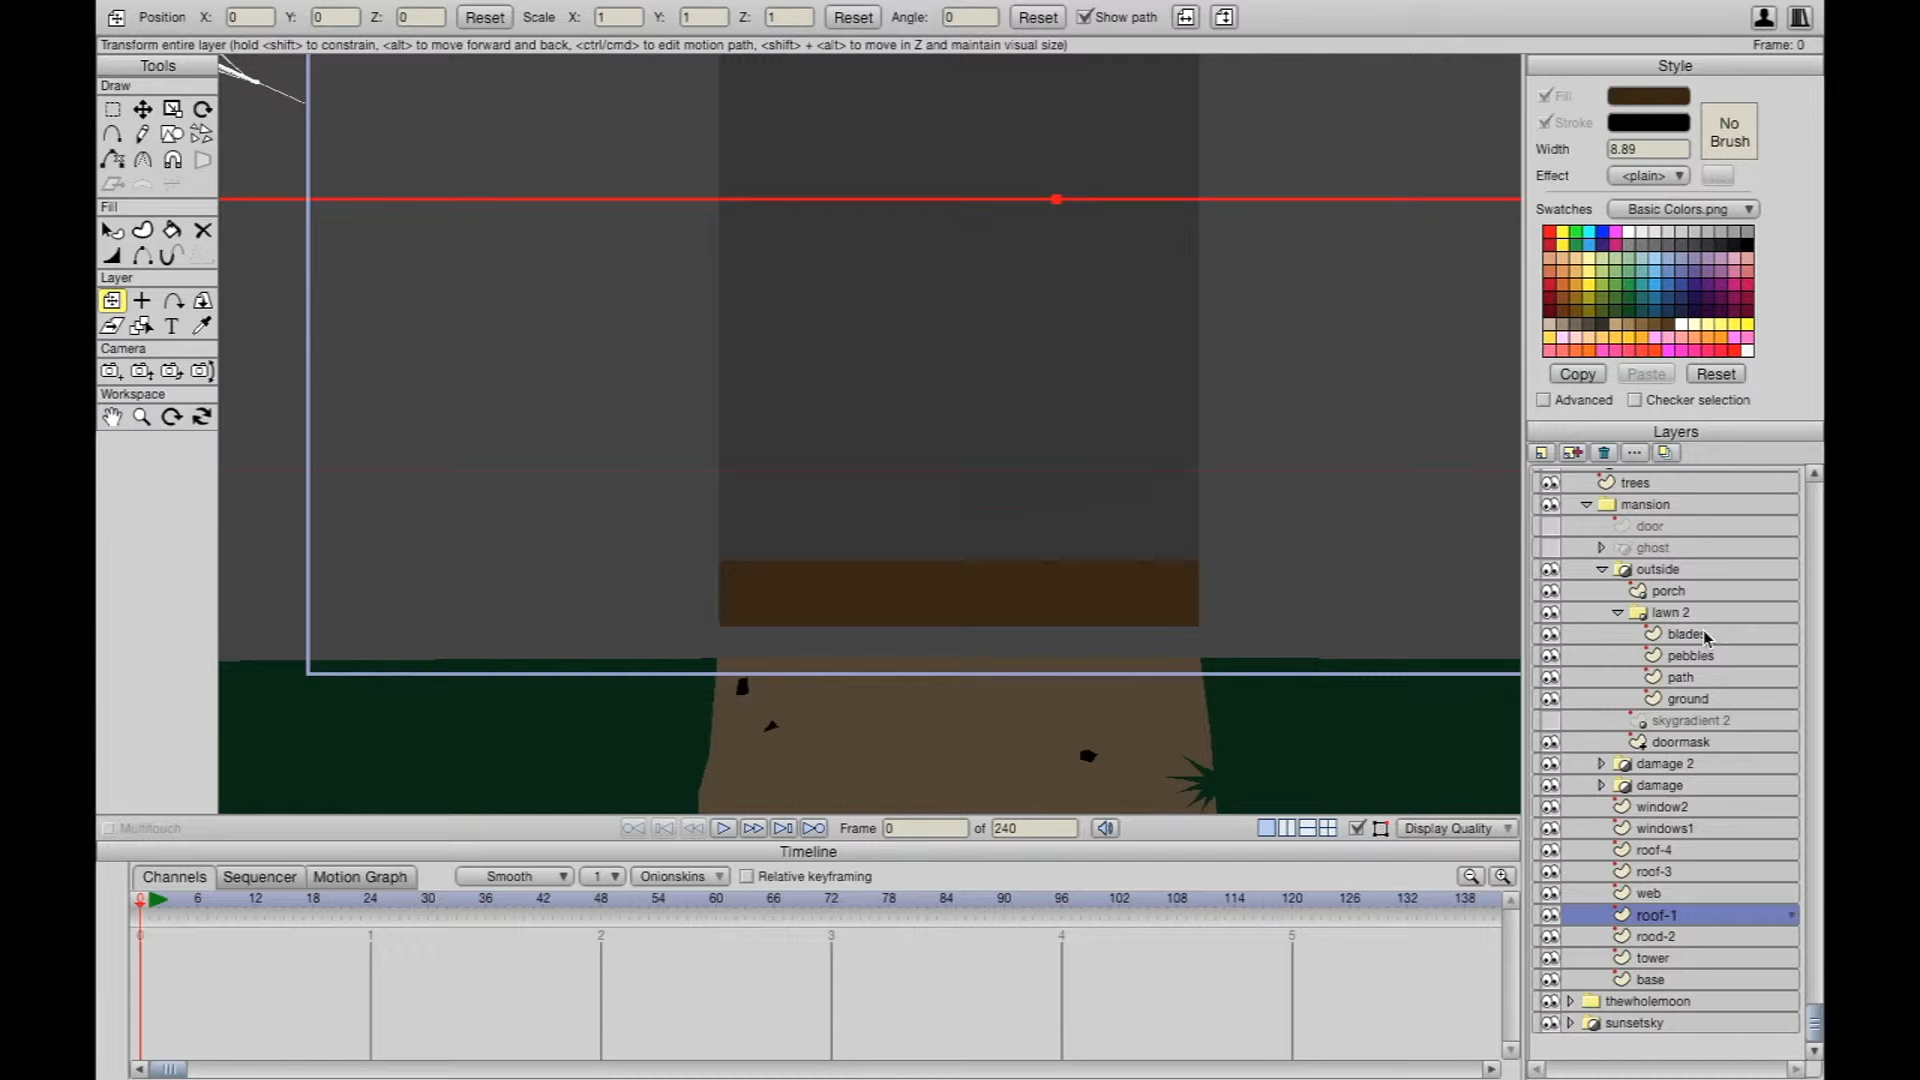 Position X: 0 Y: 0 Z: 0 Reset Scale X: 1 Y: 1 Z: 1 Reset Angle: 0 Reset Show path
Transform entire layer (hold <shift> to constrain, <alt> to move forward and back, <ctrl/cmd> to edit motion path, <shift> + <alt> to move in Z and maintain visual size)
Frame: 0
Tools
Draw
Fill
Layer
T
Camera
Workspace
Style
Fill
Stroke
No
Brush
Width 8.89
Effect <plain>
Swatches Basic Colors.png
Copy Paste Reset
Advanced Checker selection
Layers
trees
mansion
door
ghost
outside
porch
lawn 2
blades
pebbles
path
ground
skygradient 2
doormask
damage 2
damage
window2
windows1
roof-4
roof-3
web
roof-1
rood-2
tower
base
thewholemoon
sunsetsky
Multitouch
Frame 0 of 240 Display Quality
Timeline
Channels Sequencer Motion Graph Smooth 1 Onionskins Relative keyframing
0 6 12 18 24 30 36 42 48 54 60 66 72 78 84 90 96 102 108 114 120 126 132 138
0 1 2 3 4 5